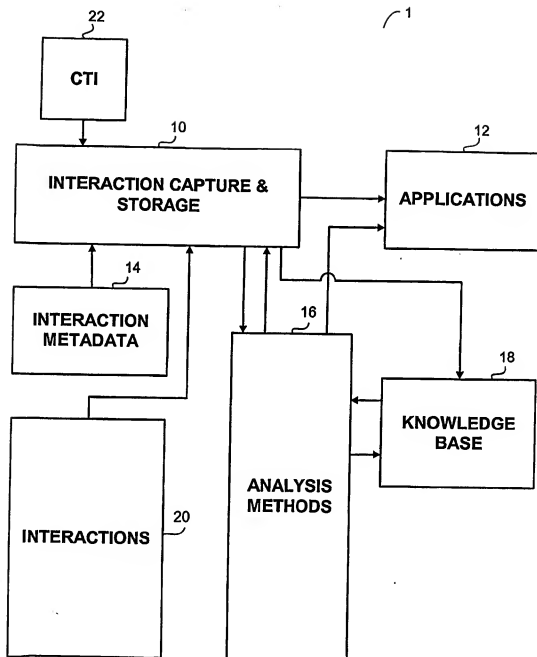 1
22
CTI
10
INTERACTION CAPTURE &
STORAGE
12
APPLICATIONS
14
INTERACTION
METADATA
16
ANALYSIS
METHODS
18
KNOWLEDGE
BASE
INTERACTIONS
20